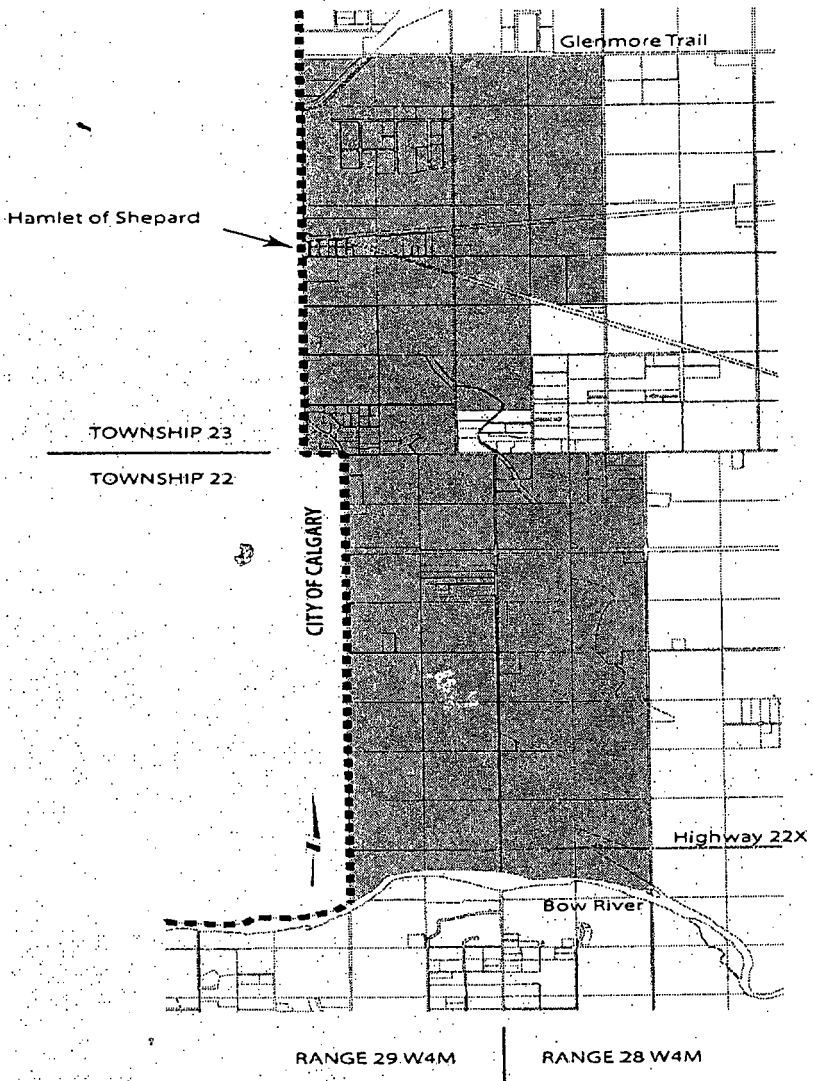 Glenmore Trail
Hamlet of Shepard
TOWNSHIP 23
TOWNSHIP 22
CITY OF CALGARY
Highway 22X
Bow River
RANGE 29 W4M
RANGE 28 W4M